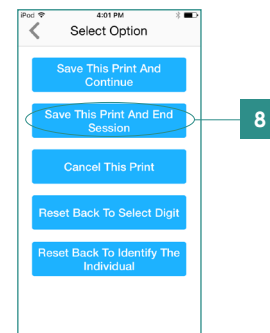 iPod 4:01 PM
Select Option
Save This Print And
Continue
Save This Print And End
Session
8
Cancel This Print
Reset Back To Select Digit
Reset Back To Identify The
Individual